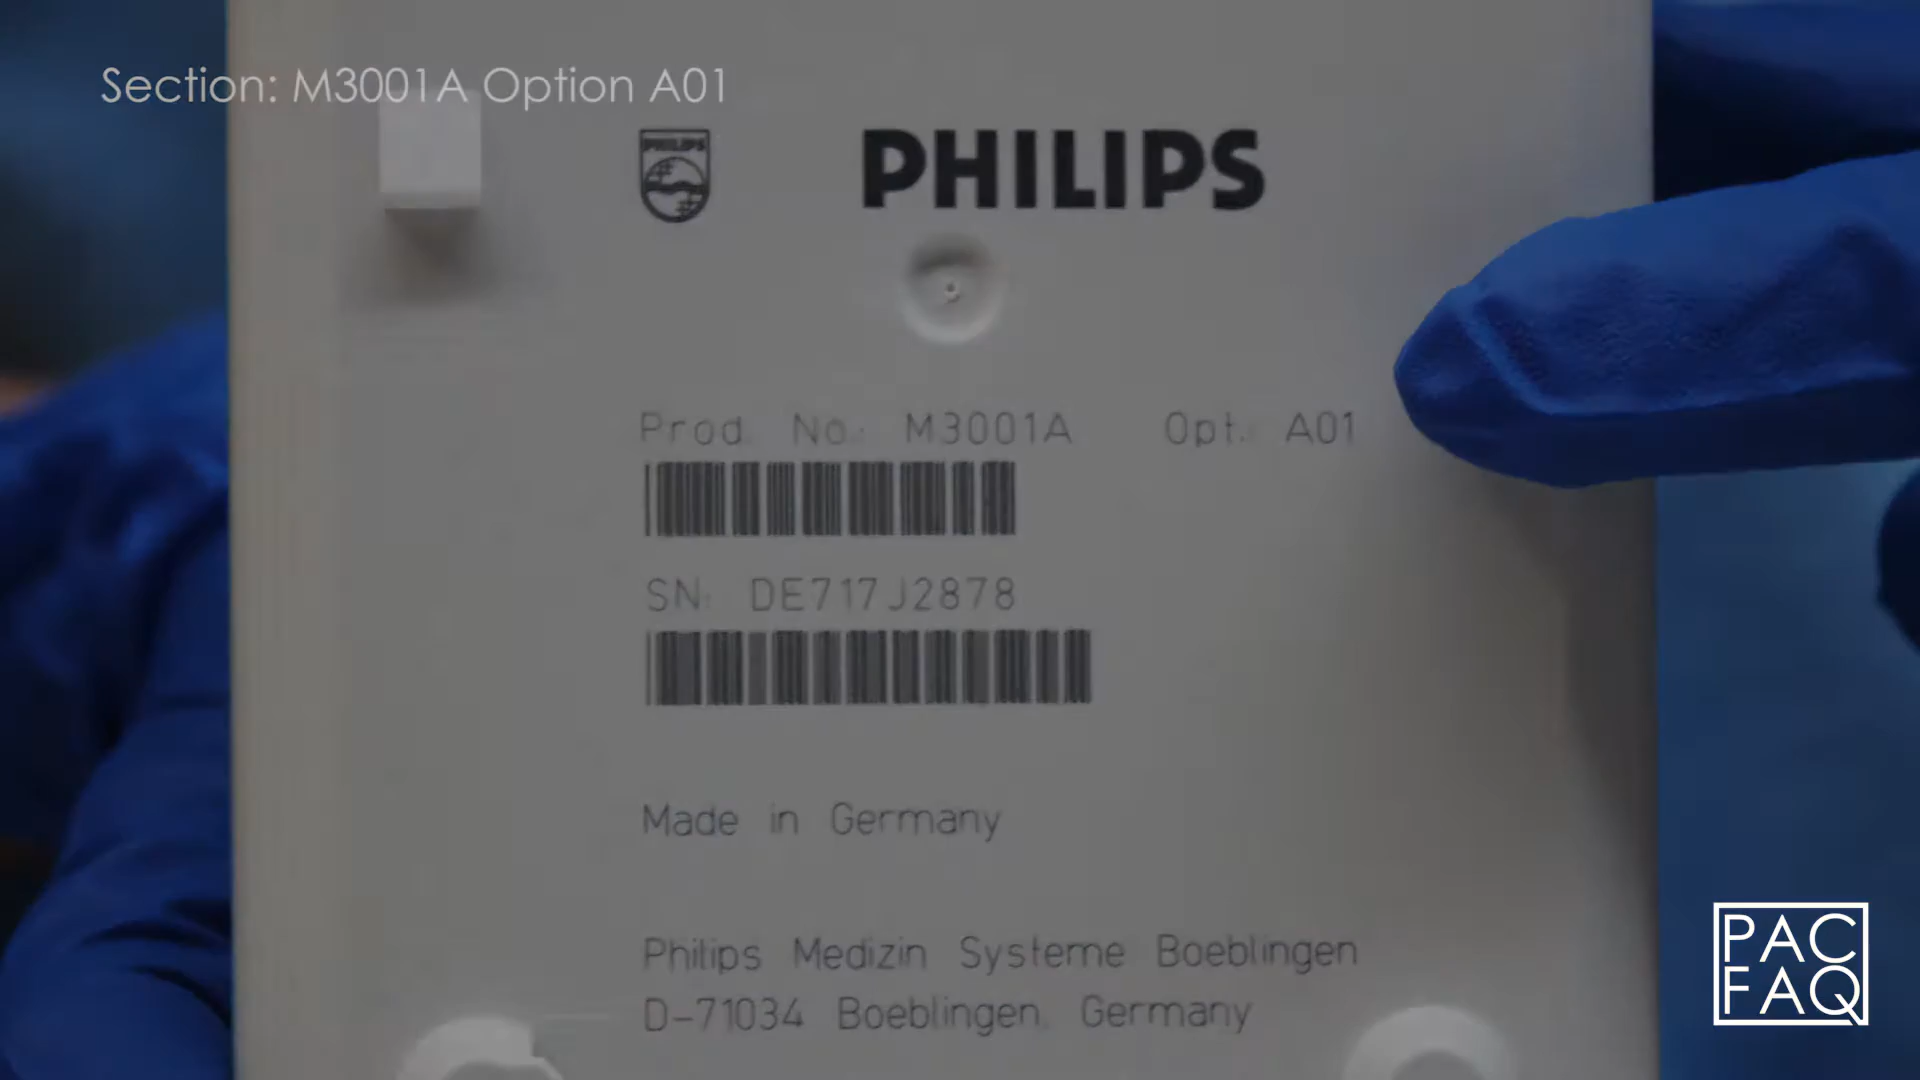 Section: M3001A Option A01
PHILIPS PHILIPS
Prod. No.: M3001A Opt.: A01
SN: DE717J2878
Made in Germany
Philips Medizin Systeme Boeblingen
D-71034 Boeblingen, Germany
PAC
FAQ